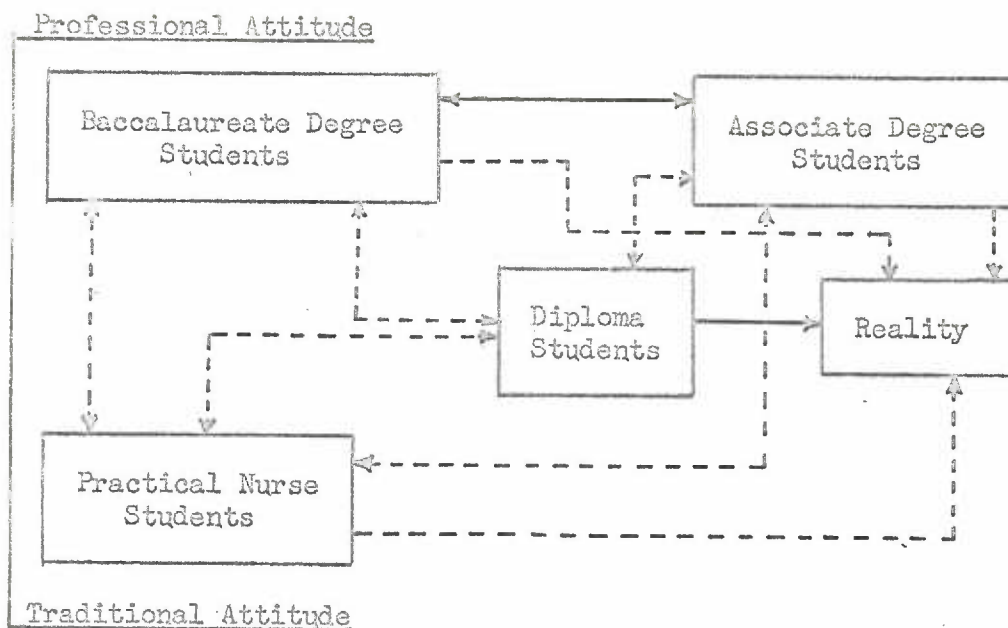 Professional Attitude
Baccalaureate Degree
Students
Associate Degree
Students
Diploma
Students
Reality
Practical Nurse
Students
Traditional Attitude